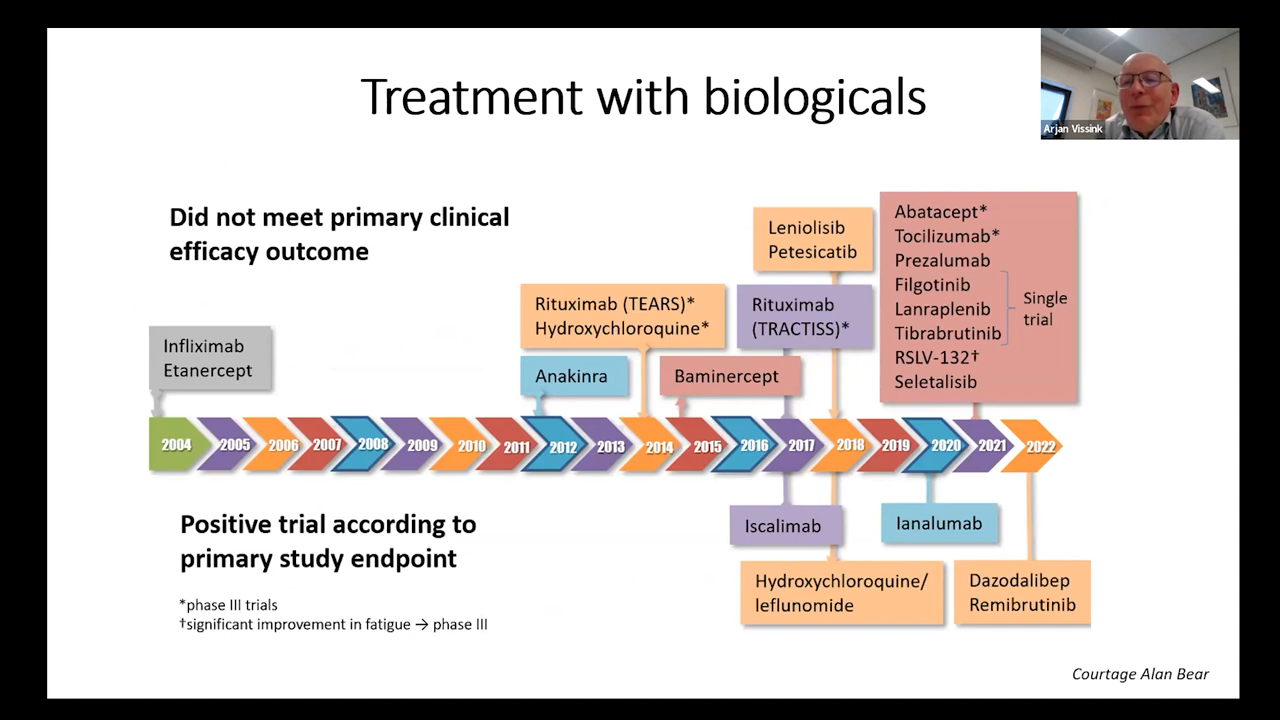 Treatment with biologicals
Arjan Vissink
Did not meet primary clinical
efficacy outcome
Infliximab
Etanercept
Rituximab (TEARS)*
Hydroxychloroquine*
Anakinra
Baminercept
Rituximab
(TRACTISS)*
Leniolisib
Petesicatib
Abatacept*
Tocilizumab*
Prezalumab
Filgotinib
Lanraplenib
Tibrabrutinib
Single
trial
RSLV-132†
Seletalisib
2004 2005 2006 2007 2008 2009 2010 2011 2012 2013 2014 2015 2016 2017 2018 2019 2020 2021 2022
Positive trial according to
primary study endpoint
Iscalimab
Ianalumab
Hydroxychloroquine/
leflunomide
Dazodalibep
Remibrutinib
*phase III trials
†significant improvement in fatigue → phase III
Courtage Alan Bear